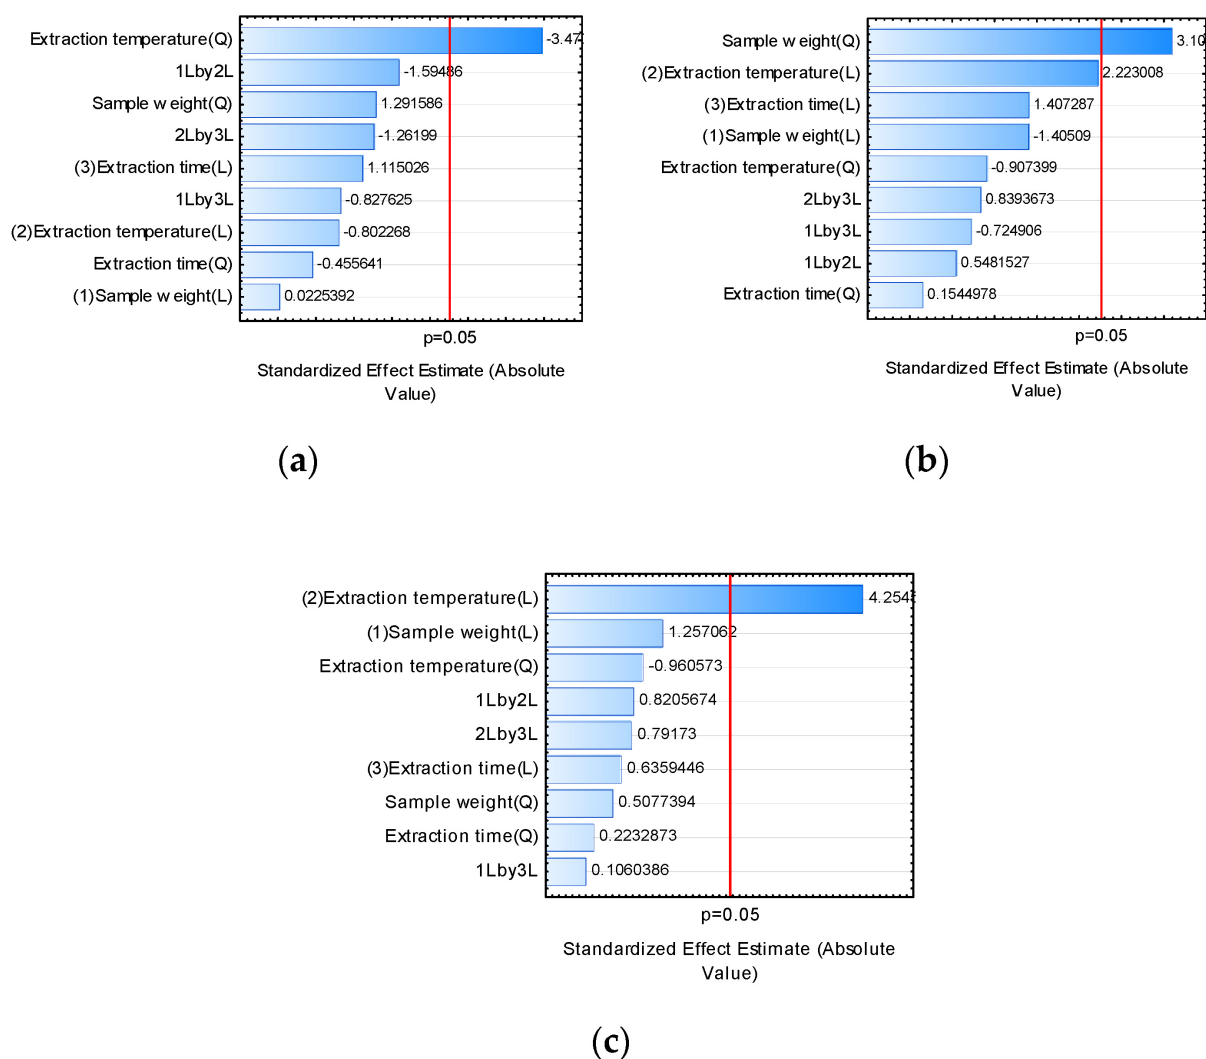 Extraction temperature(Q)
-3.47
1Lby2L
-1.59486
Sample weight(Q)
1.291586
2Lby3L
-1.26199
(3)Extraction time(L)
1.115026
1Lby3L
-0.827625
(2)Extraction temperature(L)
-0.802268
Extraction time(Q)
-0.455641
(1)Sample weight(L)
0.0225392
p=0.05
Standardized Effect Estimate (Absolute
Value)
(a)
Sample weight(Q)
3.10
(2)Extraction temperature(L)
2.223008
(3)Extraction time(L)
1.407287
(1)Sample weight(L)
-1.40509
Extraction temperature(Q)
-0.907399
2Lby3L
0.8393673
1Lby3L
-0.724906
1Lby2L
0.5481527
Extraction time(Q)
0.1544978
p=0.05
Standardized Effect Estimate (Absolute
Value)
(b)
(2)Extraction temperature(L)
4.254
(1)Sample weight(L)
1.257062
Extraction temperature(Q)
-0.960573
1Lby2L
0.8205674
2Lby3L
0.79173
(3)Extraction time(L)
0.6359446
Sample weight(Q)
0.5077394
Extraction time(Q)
0.2232873
1Lby3L
0.1060386
p=0.05
Standardized Effect Estimate (Absolute
Value)
(c)